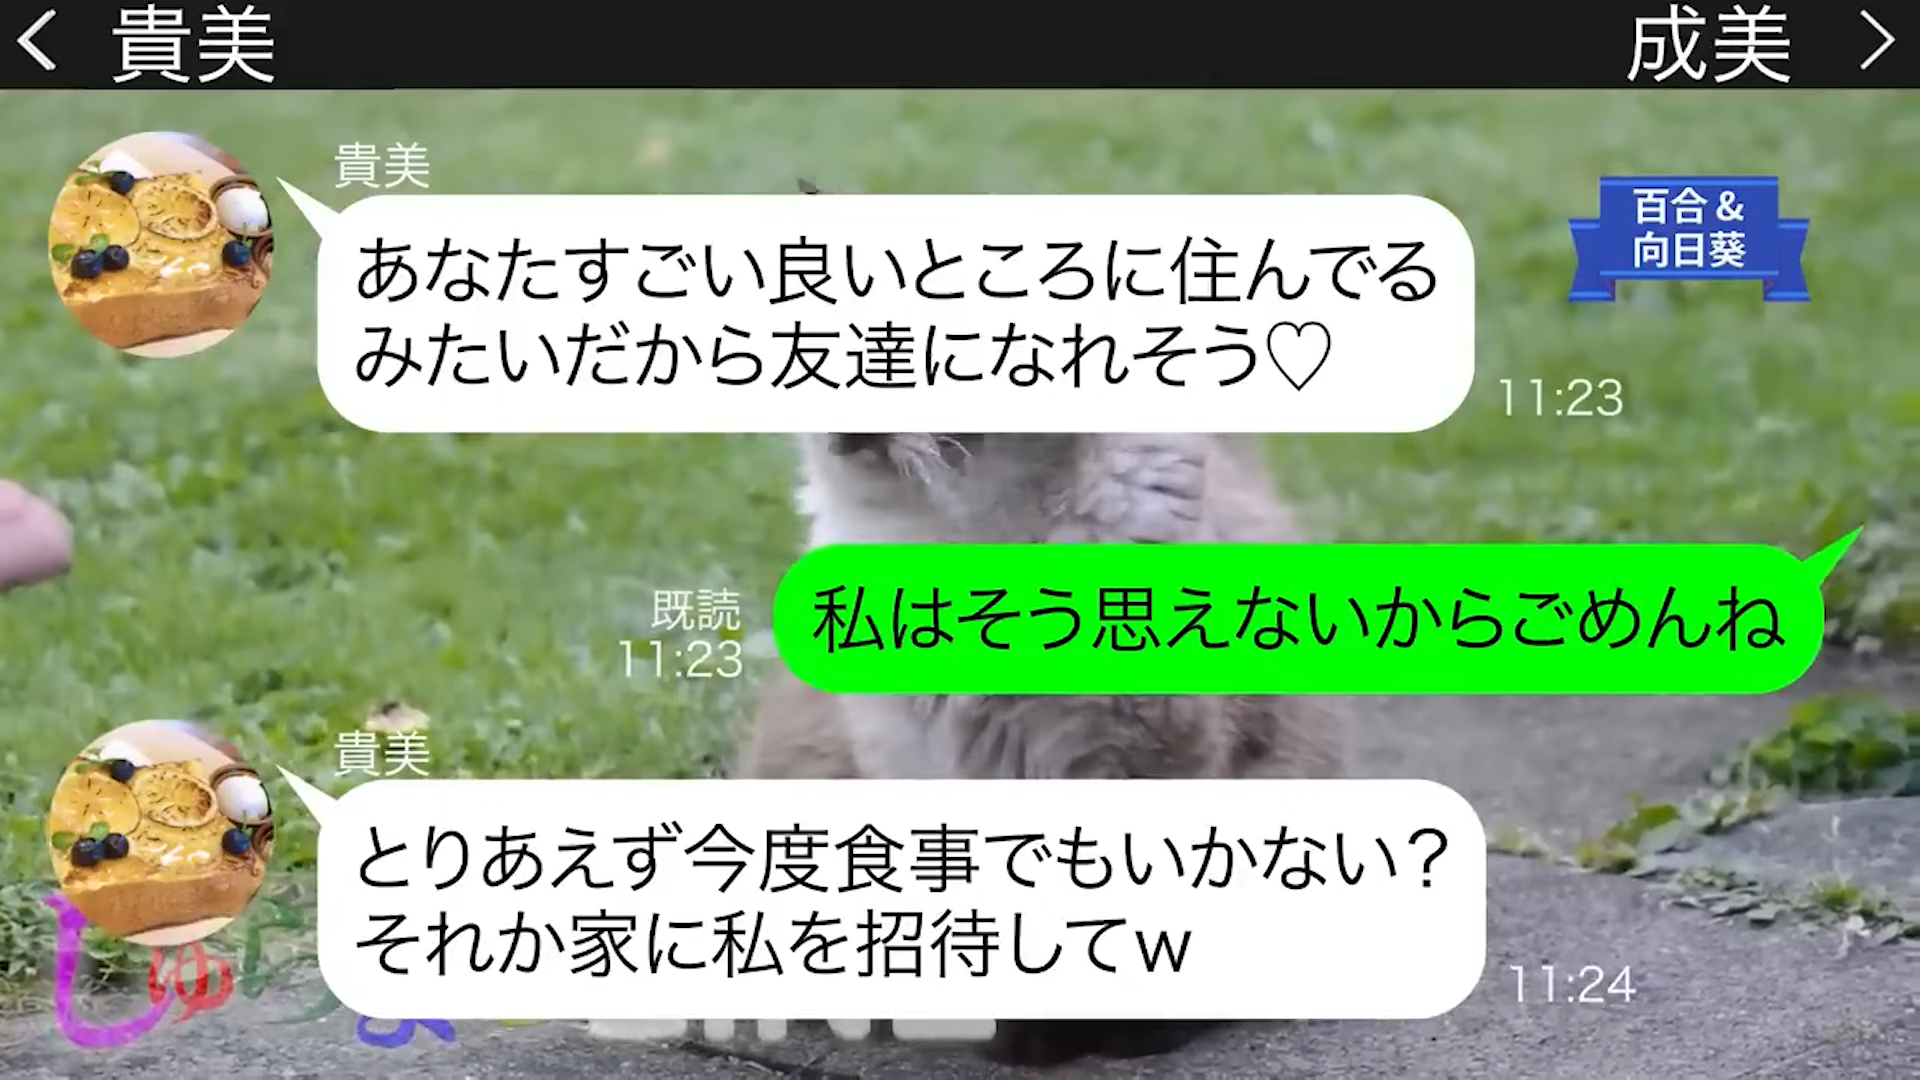 貴美
成美
貴美
百合&
向日葵
あなたすごい良いところに住んでる
みたいだから友達になれそう♡
11:23
私はそう思えないからごめんね
既読
11:23
貴美
とりあえず今度食事でもいかない?
それか家に私を招待してw
11:24